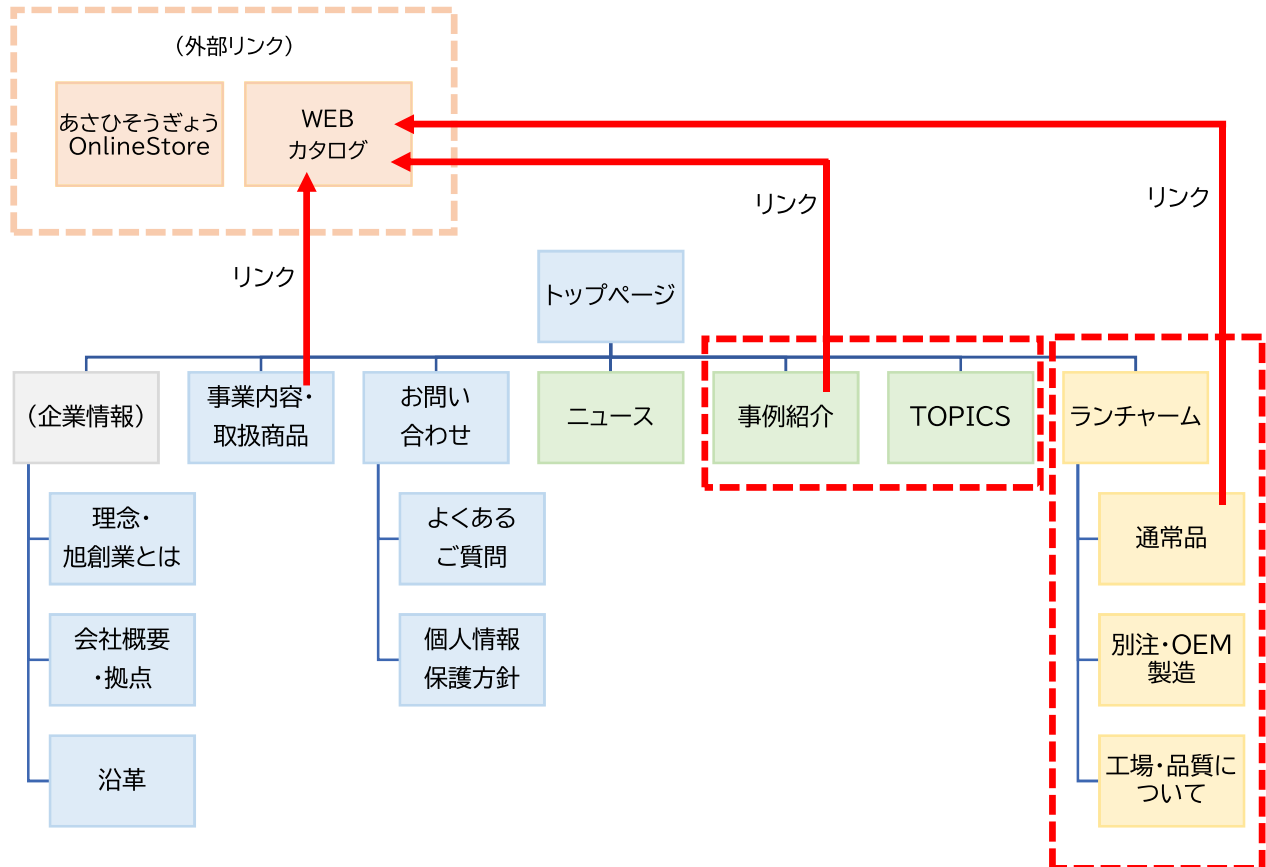 （外部リンク）
あさひそうぎょう
OnlineStore
WEB
カタログ
リンク
リンク
リンク
トップページ
（企業情報）
事業内容・
取扱商品
お問い
合わせ
ニュース
事例紹介
TOPICS
ランチャーム
理念・
旭創業とは
よくある
ご質問
通常品
会社概要
・拠点
個人情報
保護方針
別注・OEM
製造
沿革
工場・品質に
ついて